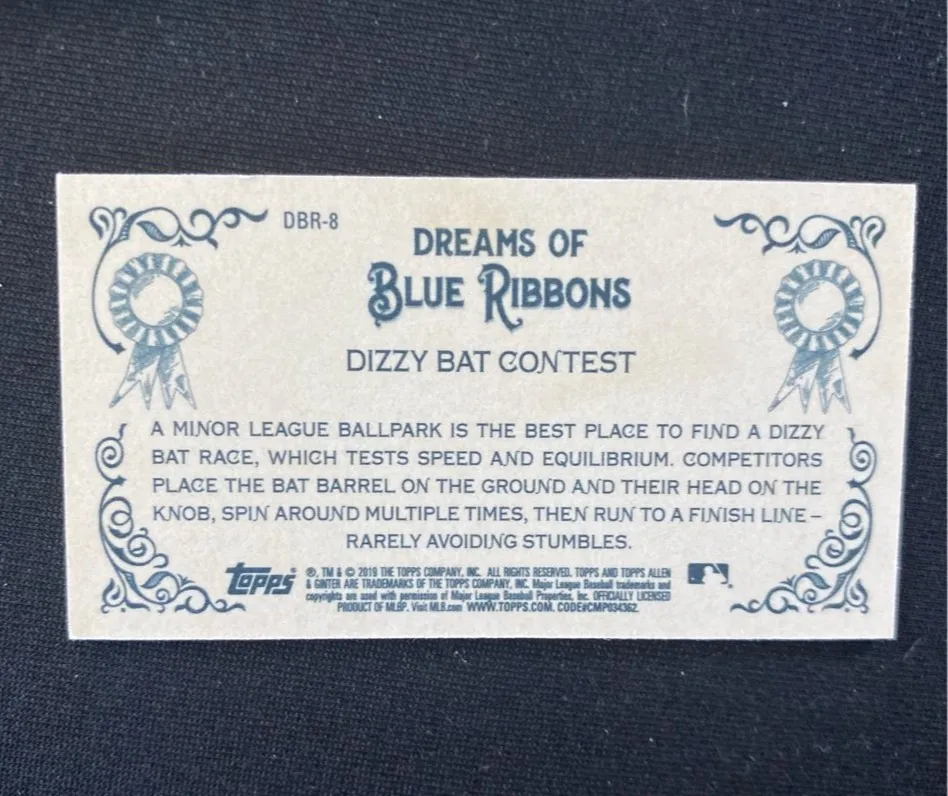 DBR-8
DREAMS OF
BLUE RIBBONS
DIZZY BAT CONTEST
A MINOR LEAGUE BALLPARK IS THE BEST PLACE TO FIND A DIZZY
BAT RACE, WHICH TESTS SPEED AND EQUILIBRIUM. COMPETITORS
PLACE THE BAT BARREL ON THE GROUND AND THEIR HEAD ON THE
KNOB, SPIN AROUND MULTIPLE TIMES, THEN RUN TO A FINISH LINE–
RARELY AVOIDING STUMBLES.
Topps® ®, TM & © 2019 THE TOPPS COMPANY, INC. ALL RIGHTS RESERVED. TOPPS AND TOPPS ALLEN
& GINTER ARE TRADEMARKS OF THE TOPPS COMPANY, INC. Major League Baseball trademarks and
copyrights are used with permission of Major League Baseball Properties, Inc. OFFICIALLY LICENSED
PRODUCT OF MLBP. Visit MLB.com WWW.TOPPS.COM. CODE#CMP034362.